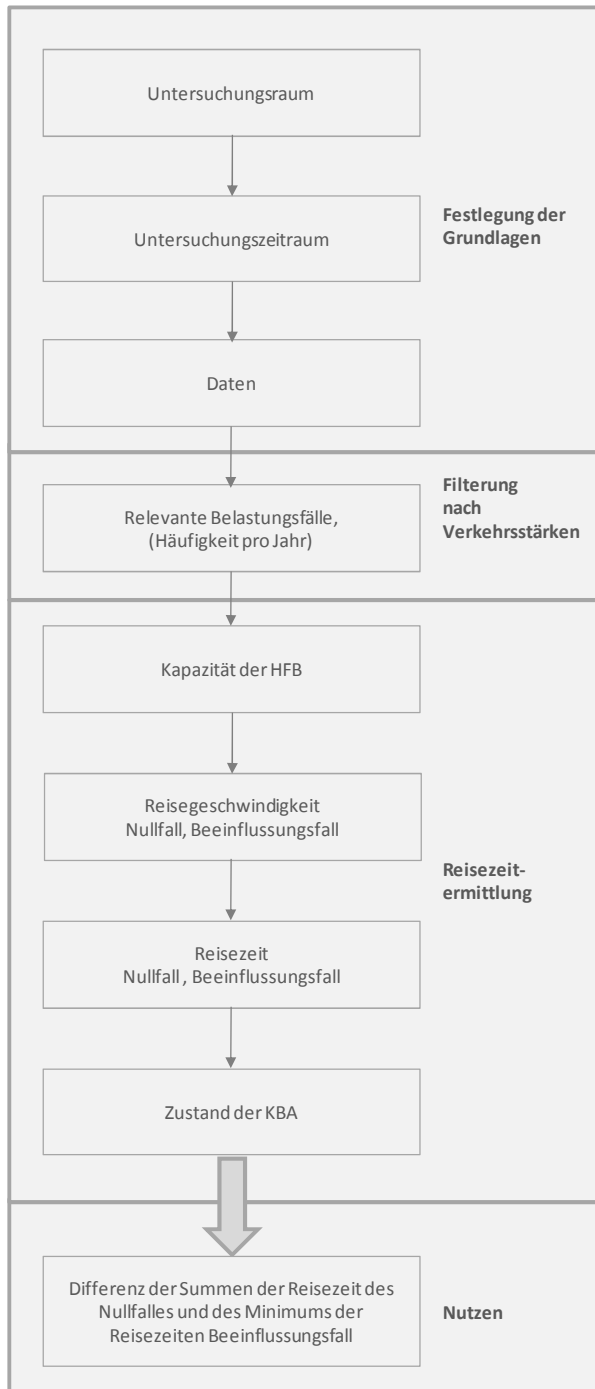 Untersuchungsraum
Untersuchungszeitraum
Festlegung der
Grundlagen
Daten
Relevante Belastungsfälle,
(Häufigkeit pro Jahr)
Filterung
nach
Verkehrsstärken
Kapazität der HFB
Reisegeschwindigkeit
Nullfall, Beeinflussungsfall
Reisezeit-
ermittlung
Reisezeit
Nullfall , Beeinflussungsfall
Zustand der KBA
Differenz der Summen der Reisezeit des
Nullfalles und des Minimums der
Reisezeiten Beeinflussungsfall
Nutzen